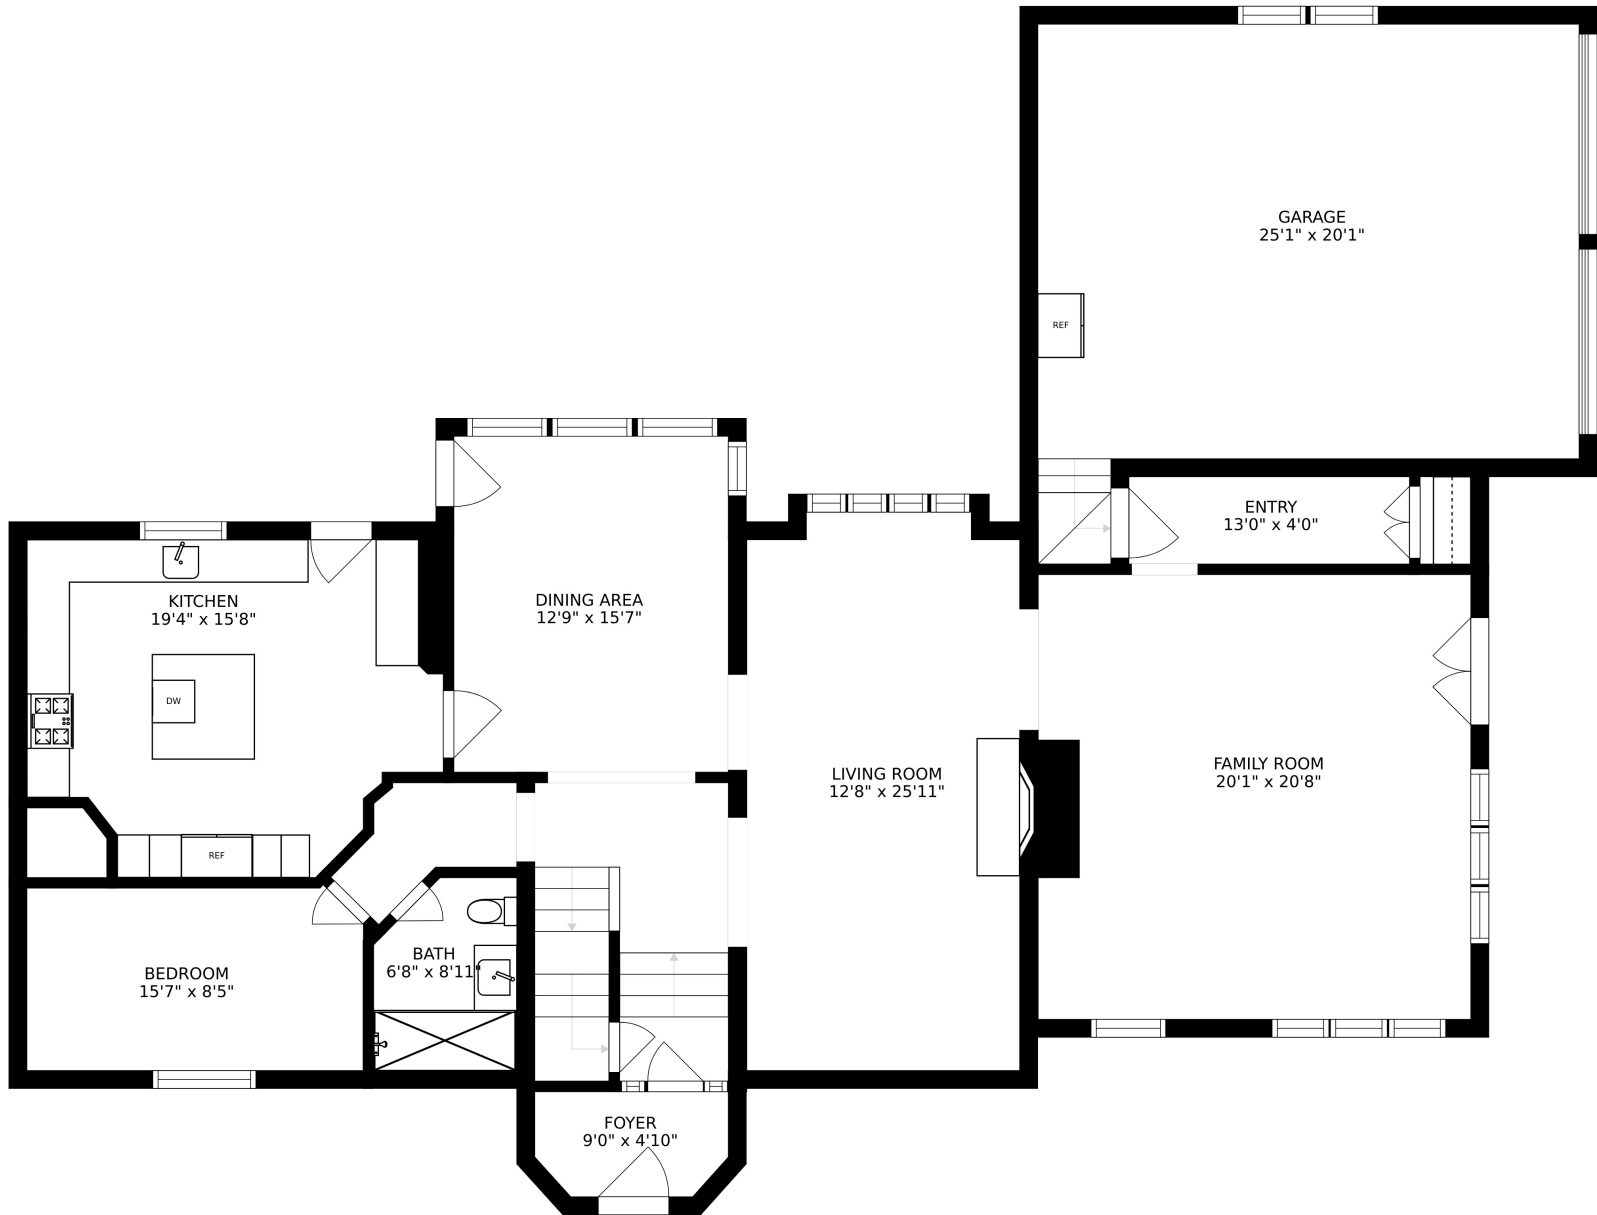 GARAGE
25'1" x 20'1"
REF
ENTRY
13'0" x 4'0"
KITCHEN
19'4" x 15'8"
DINING AREA
12'9" x 15'7"
DW
LIVING ROOM
12'8" x 25'11"
FAMILY ROOM
20'1" x 20'8"
REF
BATH
6'8" x 8'11"
BEDROOM
15'7" x 8'5"
FOYER
9'0" x 4'10"